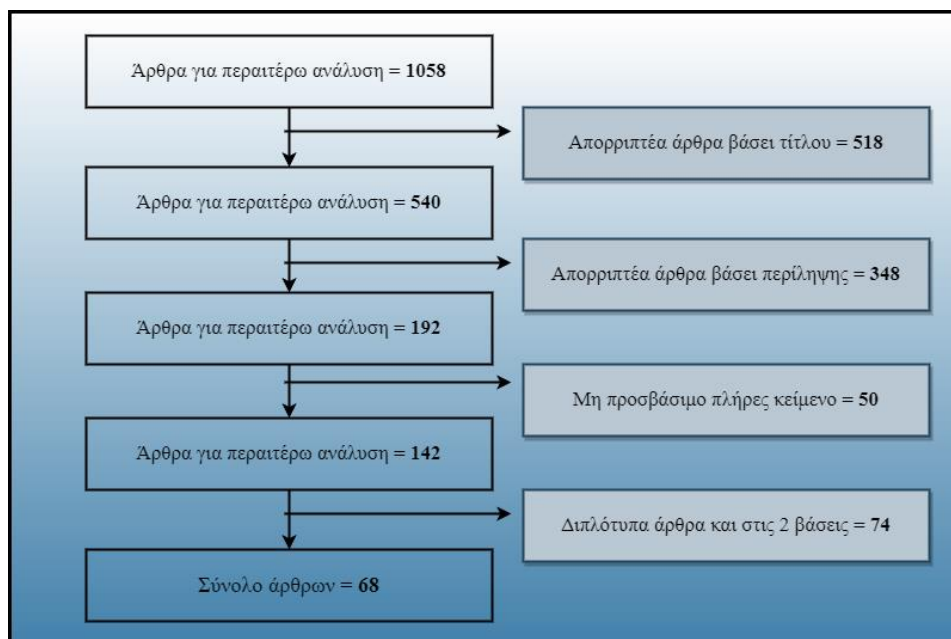 Άρθρα για περαιτέρω ανάλυση = 1058
Απορριπτέα άρθρα βάσει τίτλου = 518
Άρθρα για περαιτέρω ανάλυση = 540
Απορριπτέα άρθρα βάσει περίληψης = 348
Άρθρα για περαιτέρω ανάλυση = 192
Μη προσβάσιμο πλήρες κείμενο = 50
Άρθρα για περαιτέρω ανάλυση = 142
Διπλότυπα άρθρα και στις 2 βάσεις = 74
Σύνολο άρθρων = 68